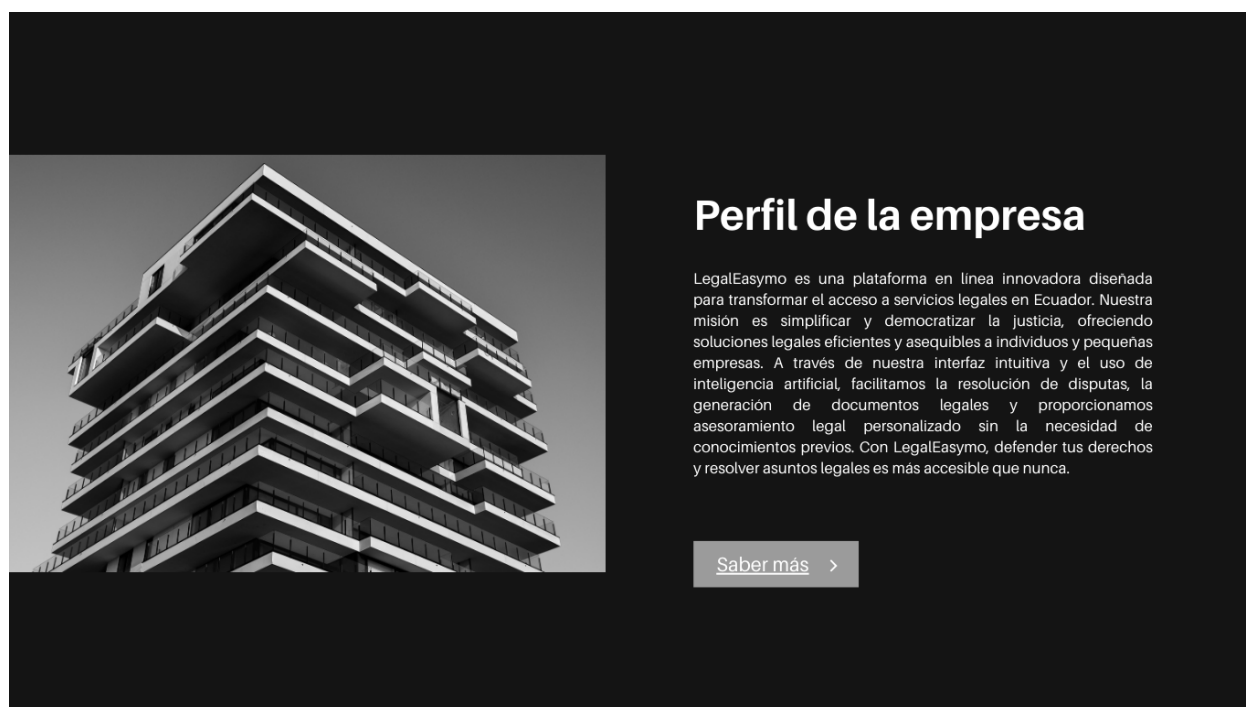 Perfil de la empresa
LegalEasymo es una plataforma en línea innovadora diseñada
para transformar el acceso a servicios legales en Ecuador. Nuestra
misión es simplificar y democratizar la justicia, ofreciendo
soluciones legales eficientes y asequibles a individuos y pequeñas
empresas. A través de nuestra interfaz intuitiva y el uso de
inteligencia artificial, facilitamos la resolución de disputas, la
generación de documentos legales y proporcionamos
asesoramiento legal personalizado sin la necesidad de
conocimientos previos. Con LegalEasymo, defender tus derechos
y resolver asuntos legales es más accesible que nunca.
Saber más